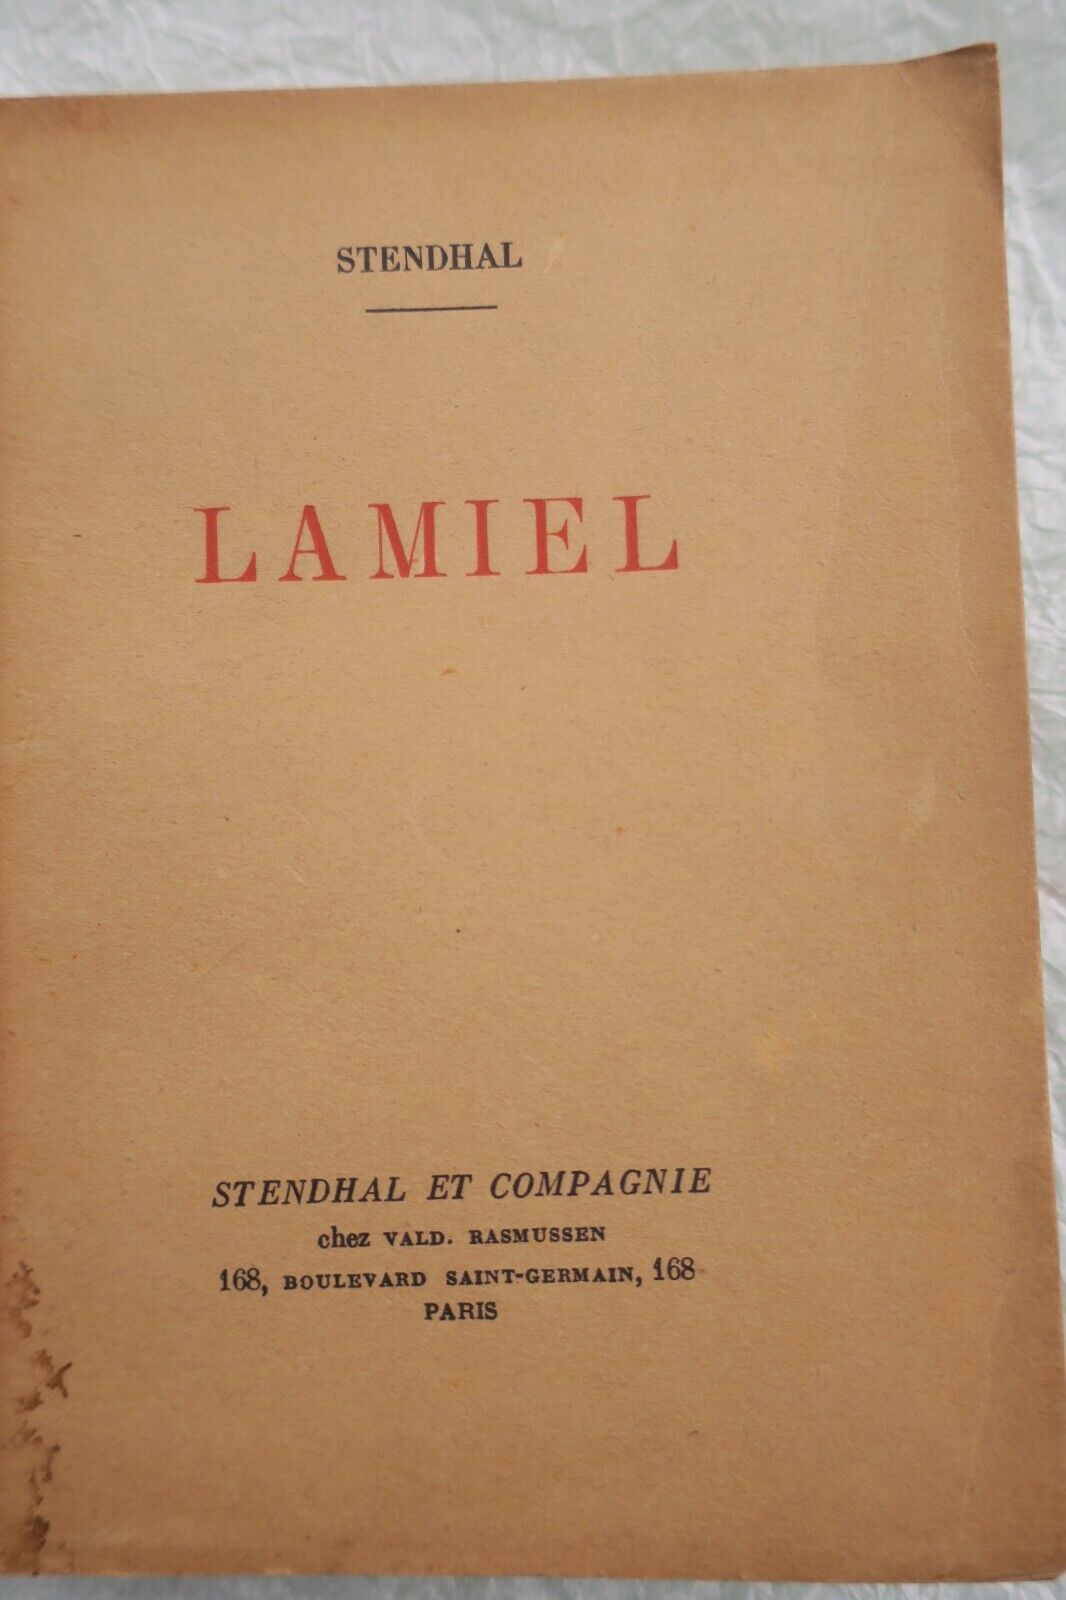 STENDHAL
LAMIEL
STENDHAL ET COMPAGNIE
chez VALD. RASMUSSEN
168, BOULEVARD SAINT-GERMAIN, 168
PARIS